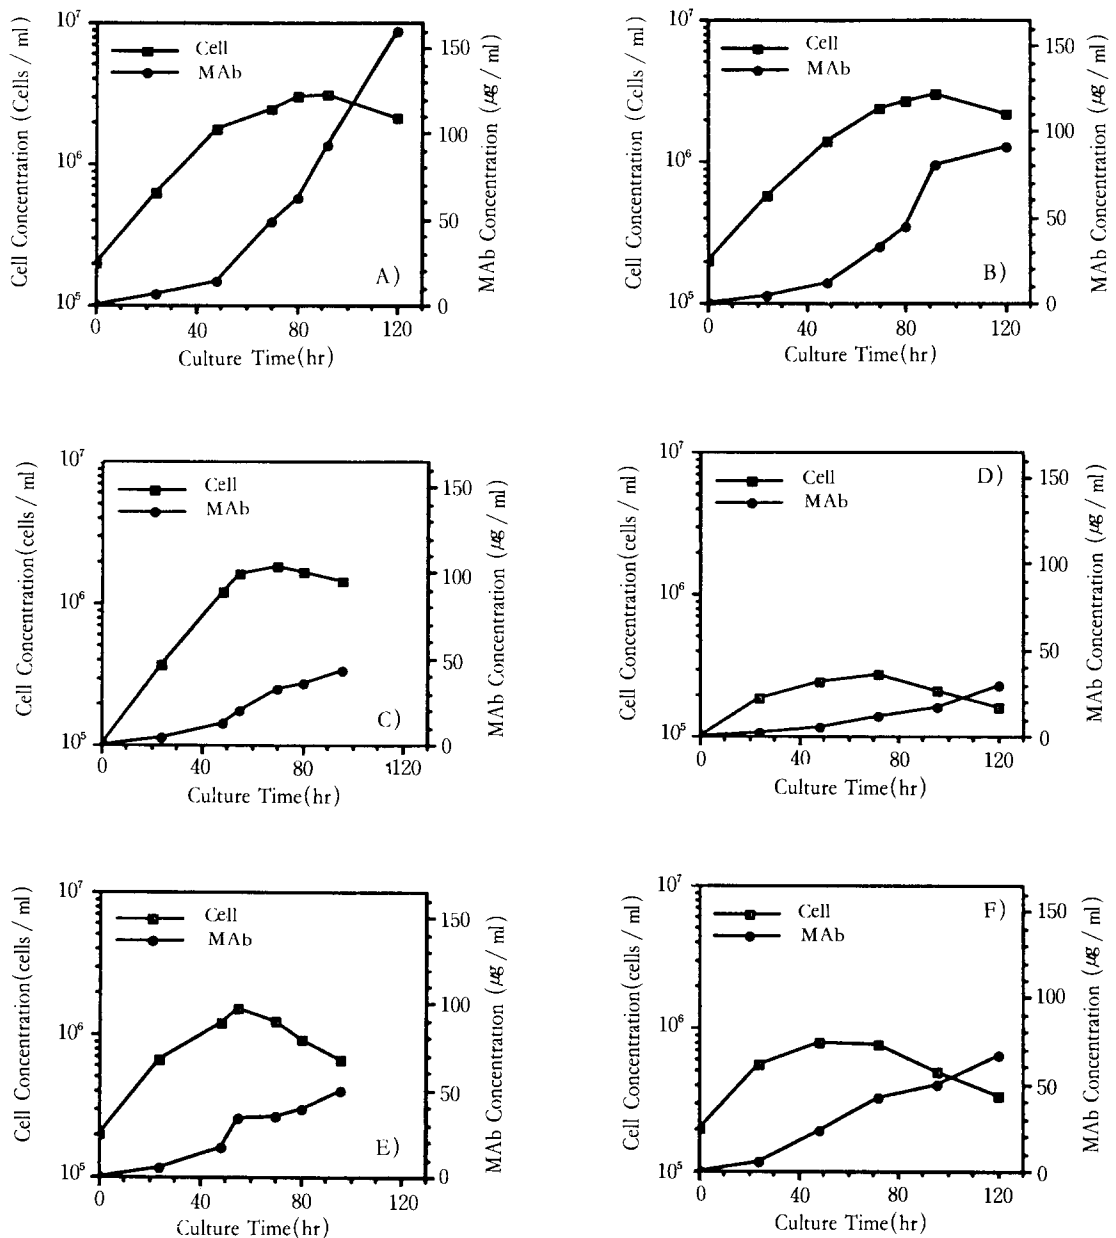 10⁷
10⁶
10⁵
Cell Concentration (Cells / ml)
Cell
MAb
A)
150
100
50
0
MAb Concentration (µg / ml)
0 40 80 120
Culture Time(hr)
10⁷
10⁶
10⁵
Cell Concentration (Cells / ml)
Cell
MAb
B)
150
100
50
0
MAb Concentration (µg / ml)
0 40 80 120
Culture Time(hr)
10⁷
10⁶
10⁵
Cell Concentration(cells / ml)
Cell
MAb
C)
150
100
50
0
MAb Concentration (µg / ml)
0 40 80 1120
Culture Time(hr)
10⁷
10⁶
10⁵
Cell Concentration(cells / ml)
Cell
MAb
D)
150
100
50
0
MAb Concentration (µg / ml)
0 40 80 120
Culture Time(hr)
10⁷
10⁶
10⁵
Cell Concentration(cells / ml)
Cell
MAb
E)
150
100
50
0
MAb Concentration (µg / ml)
0 40 80 120
Culture Time(hr)
10⁷
10⁶
10⁵
Cell Concentration(cells / ml)
Cell
MAb
F)
150
100
50
0
MAb Concentration (µg / ml)
0 40 80 120
Culture Time(hr)